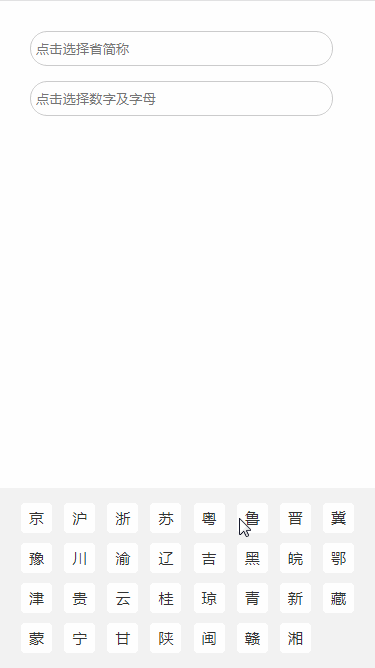 点击选择省简称
点击选择数字及字母
京 沪 浙 苏 粤 鲁 晋 冀
豫 川 渝 辽 吉 黑 皖 鄂
津 贵 云 桂 琼 青 新 藏
蒙 宁 甘 陕 闽 赣 湘